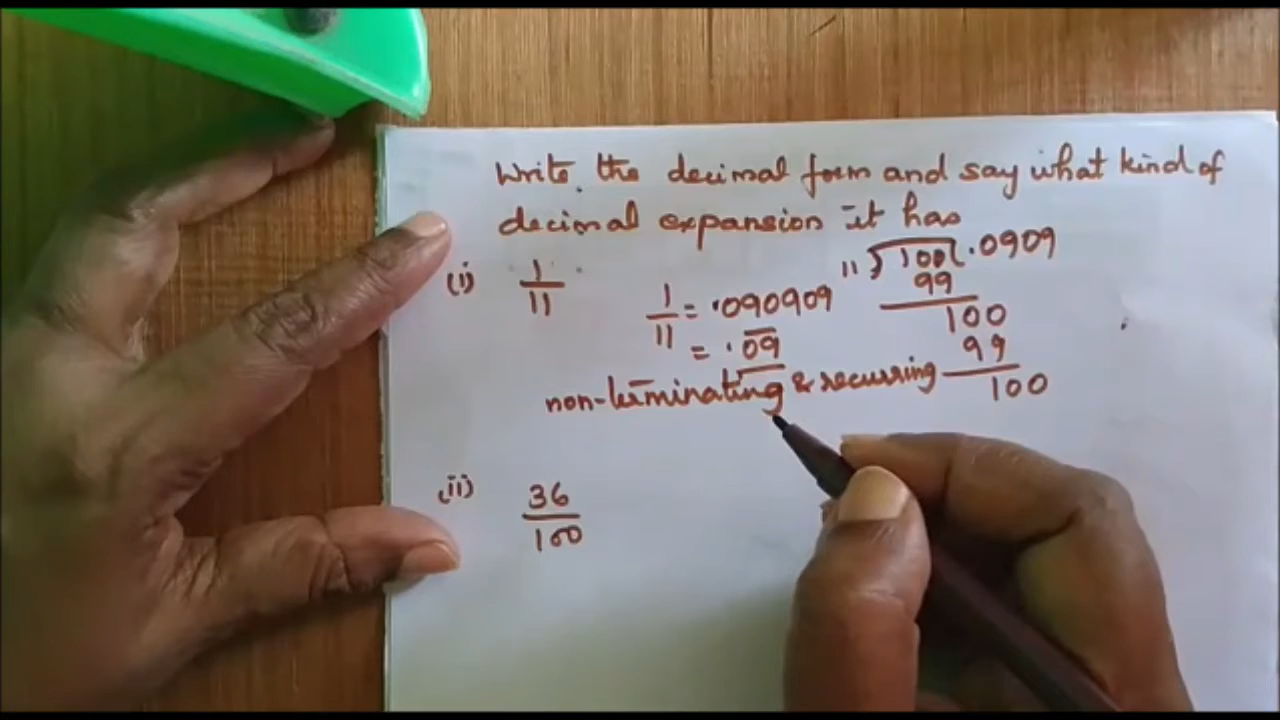 Write the decimal form and say what kind of
decimal expansion it has
(i) 1/11
1/11 = .090909
= .09̅
non-terminating & recurring
11 ) 100 ( .0909
99
100
99
100
(ii) 36/100